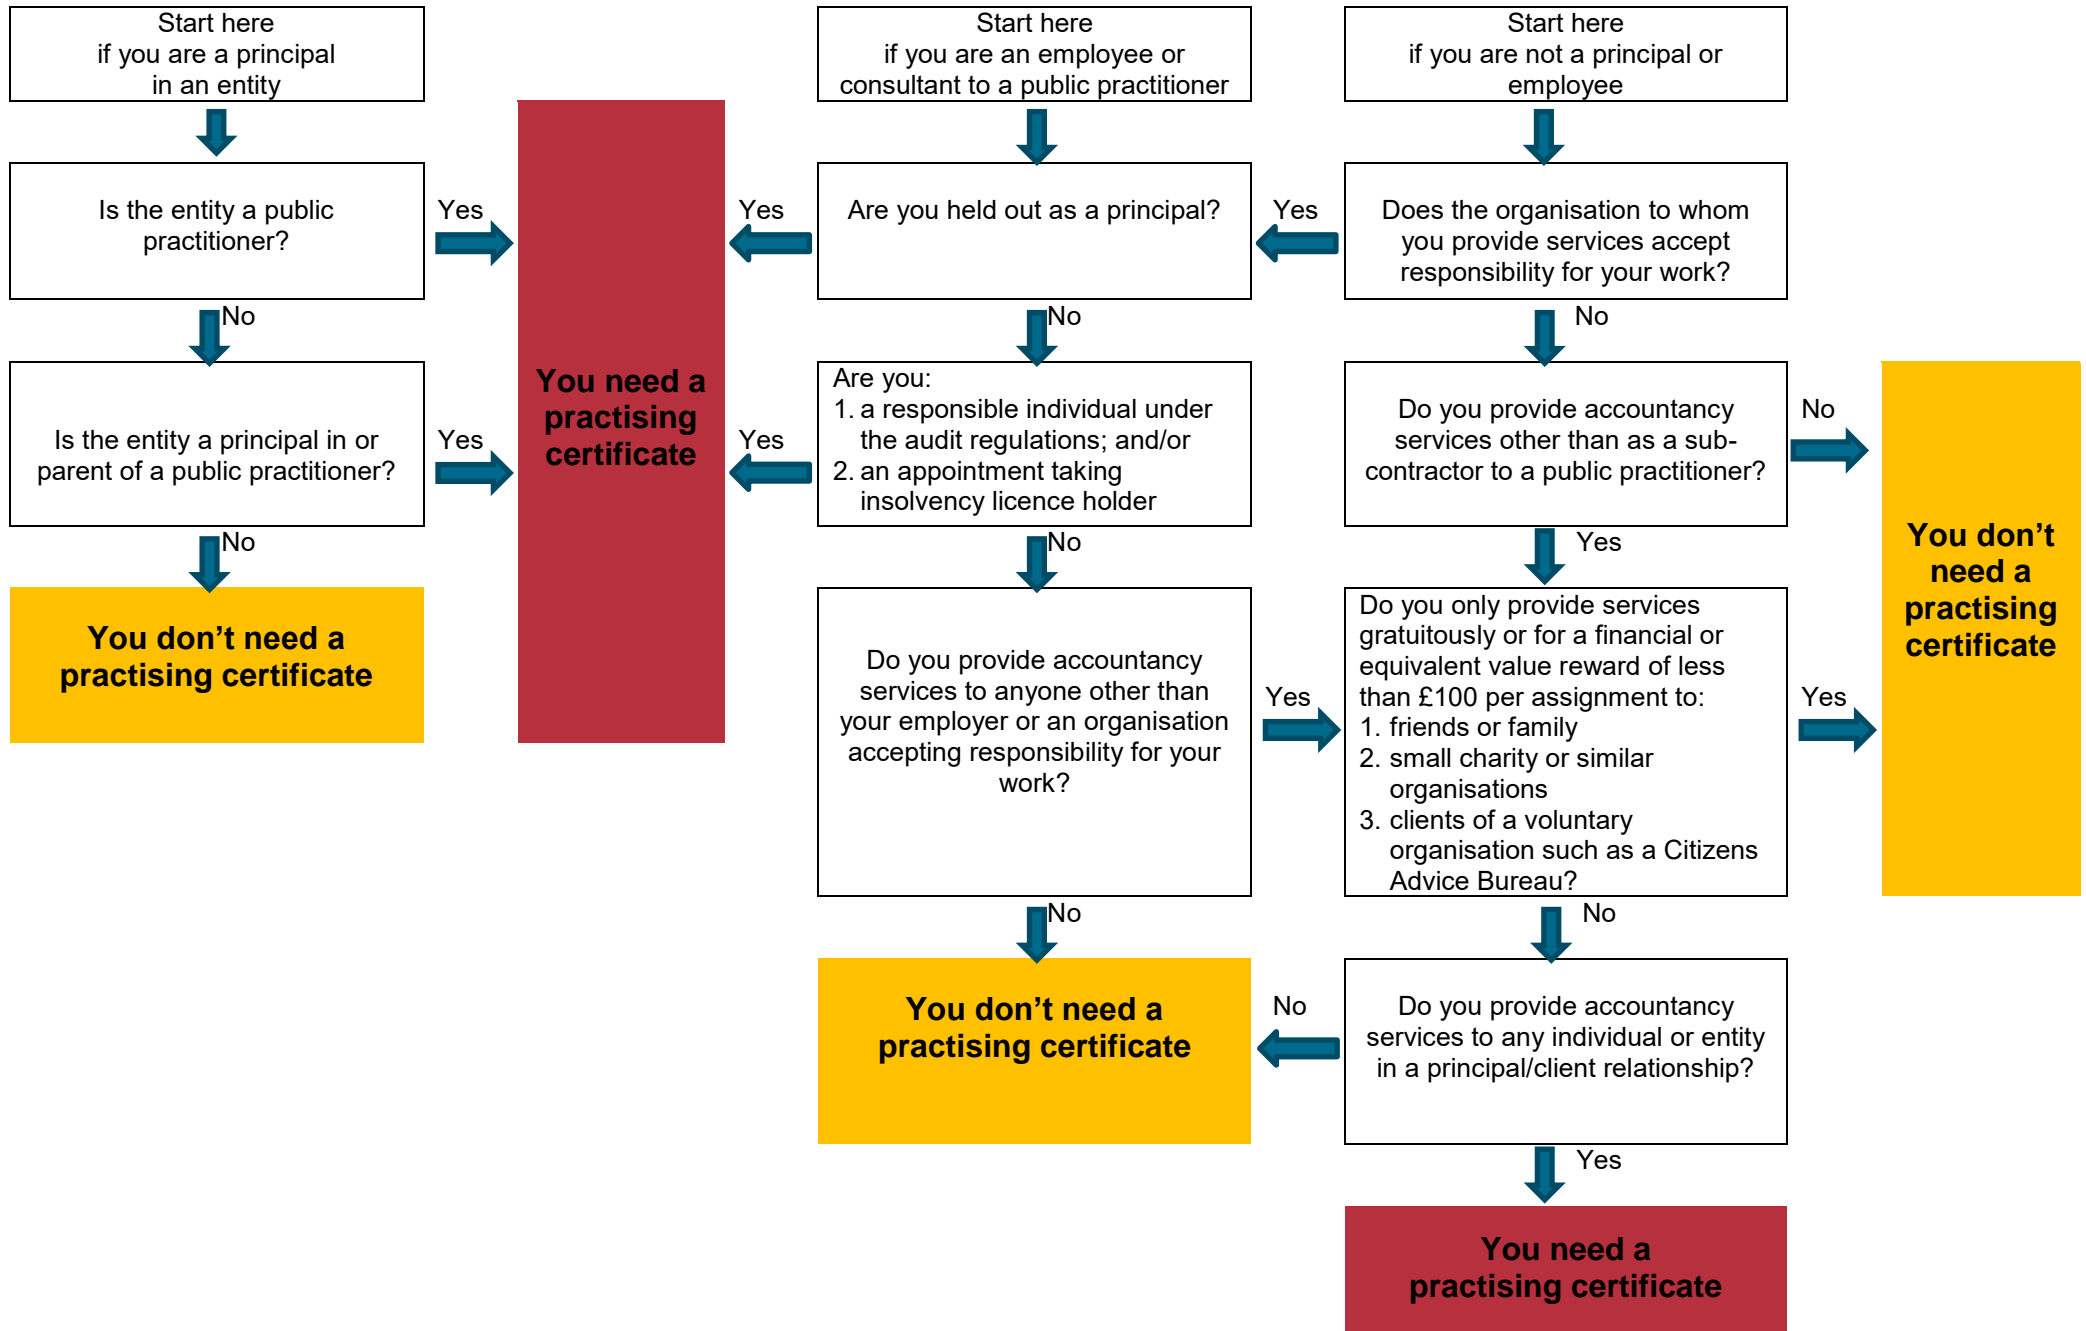 Start here
if you are a principal
in an entity
Start here
if you are an employee or
consultant to a public practitioner
Start here
if you are not a principal or
employee
Is the entity a public
practitioner?
Yes
Yes
Are you held out as a principal?
Yes
Does the organisation to whom
you provide services accept
responsibility for your work?
No
No
No
Is the entity a principal in or
parent of a public practitioner?
Yes
You need a
practising
certificate
Yes
Are you:
1. a responsible individual under
the audit regulations; and/or
2. an appointment taking
insolvency licence holder
Do you provide accountancy
services other than as a sub-
contractor to a public practitioner?
No
You don’t
need a
practising
certificate
No
No
Yes
You don’t need a
practising certificate
Do you provide accountancy
services to anyone other than
your employer or an organisation
accepting responsibility for your
work?
Yes
Do you only provide services
gratuitously or for a financial or
equivalent value reward of less
than £100 per assignment to:
1. friends or family
2. small charity or similar
organisations
3. clients of a voluntary
organisation such as a Citizens
Advice Bureau?
Yes
No
No
You don’t need a
practising certificate
No
Do you provide accountancy
services to any individual or entity
in a principal/client relationship?
Yes
You need a
practising certificate